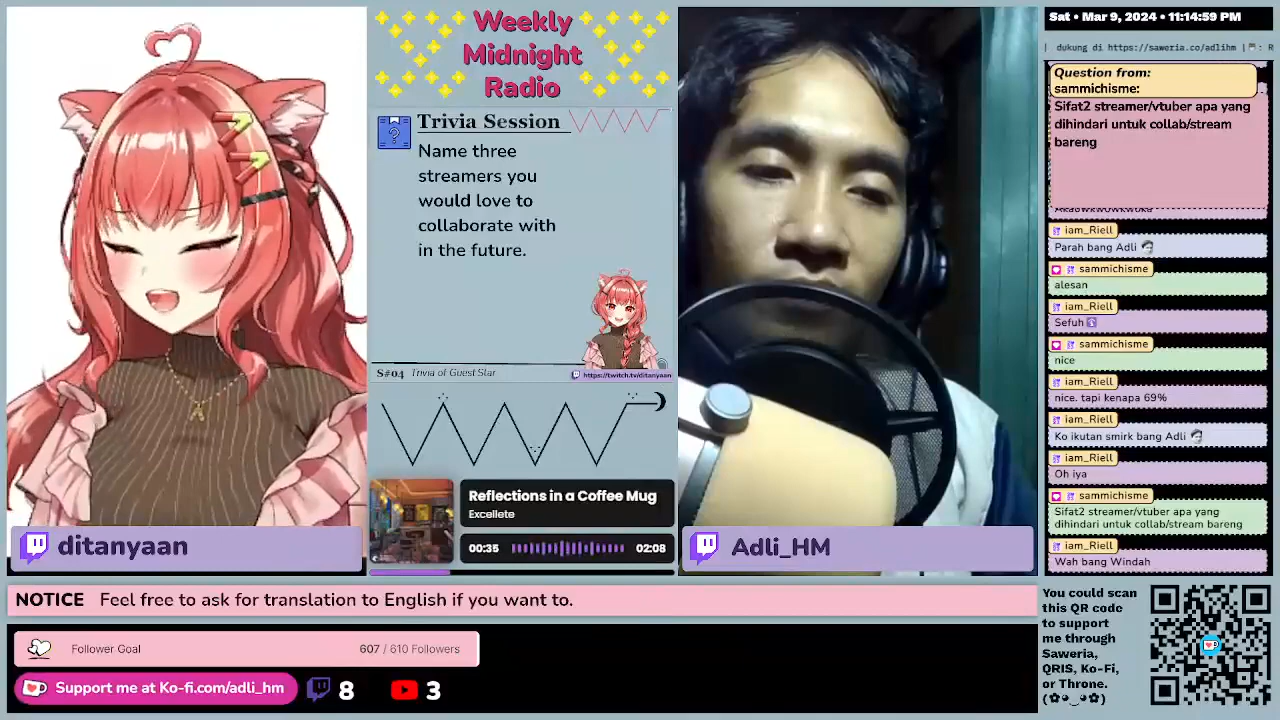 Weekly
Midnight
Radio
Trivia Session
Name three
streamers you
would love to
collaborate with
in the future.
S#04 Trivia of Guest Star
https://twitch.tv/ditanyaan
Reflections in a Coffee Mug
Excellete
00:35
02:08
ditanyaan
Adli_HM
Sat • Mar 9, 2024 • 11:14:59 PM
| dukung di https://saweria.co/adlihm |
Question from:
sammichisme:
Sifat2 streamer/vtuber apa yang
dihindari untuk collab/stream
bareng
iam_Riell
Parah bang Adli
sammichisme
alesan
iam_Riell
Sefuh
sammichisme
nice
iam_Riell
nice. tapi kenapa 69%
iam_Riell
Ko ikutan smirk bang Adli
iam_Riell
Oh iya
sammichisme
Sifat2 streamer/vtuber apa yang
dihindari untuk collab/stream bareng
iam_Riell
Wah bang Windah
NOTICE Feel free to ask for translation to English if you want to.
Follower Goal 607 / 610 Followers
Support me at Ko-fi.com/adli_hm
8
3
You could scan
this QR code
to support
me through
Saweria,
QRIS, Ko-Fi,
or Throne.
(✿◕‿◕✿)